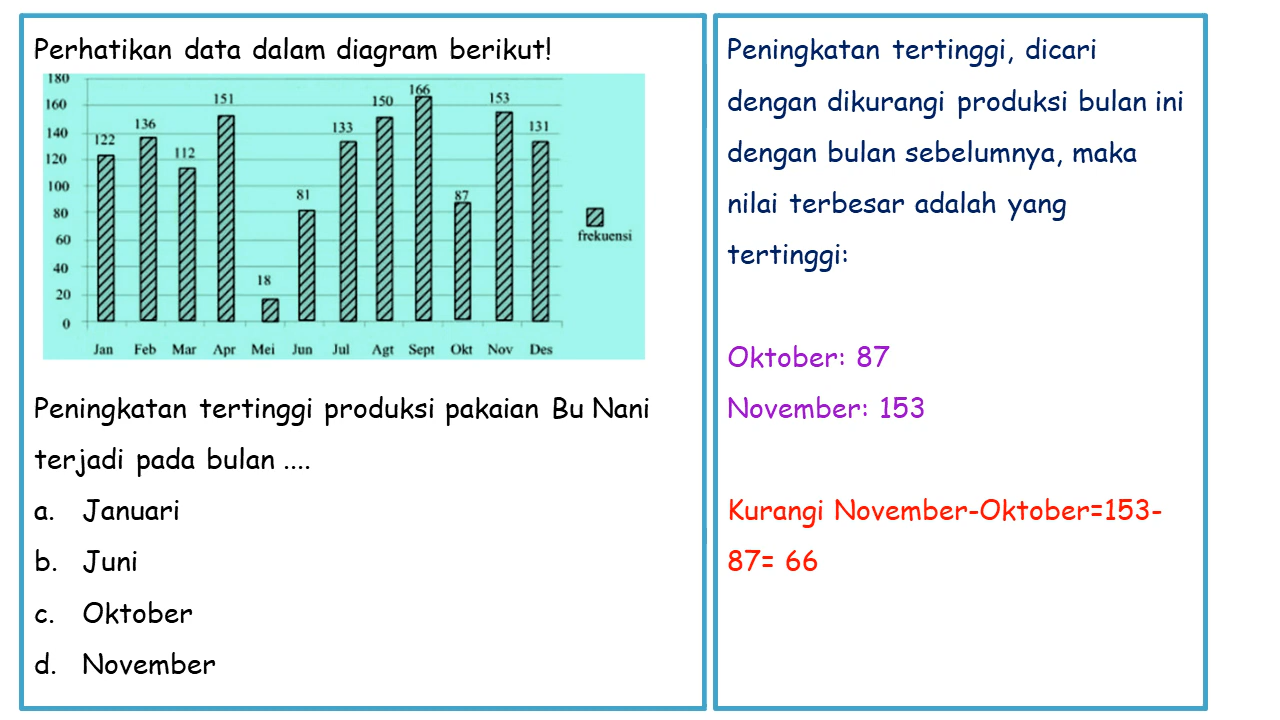 Perhatikan data dalam diagram berikut!
180
160
140
120
100
80
60
40
20
0
122
136
112
151
18
81
133
150
166
87
153
131
frekuensi
Jan Feb Mar Apr Mei Jun Jul Agt Sept Okt Nov Des
Peningkatan tertinggi produksi pakaian Bu Nani
terjadi pada bulan ....
a. Januari
b. Juni
c. Oktober
d. November
Peningkatan tertinggi, dicari
dengan dikurangi produksi bulan ini
dengan bulan sebelumnya, maka
nilai terbesar adalah yang
tertinggi:
Oktober: 87
November: 153
Kurangi November-Oktober=153-
87= 66